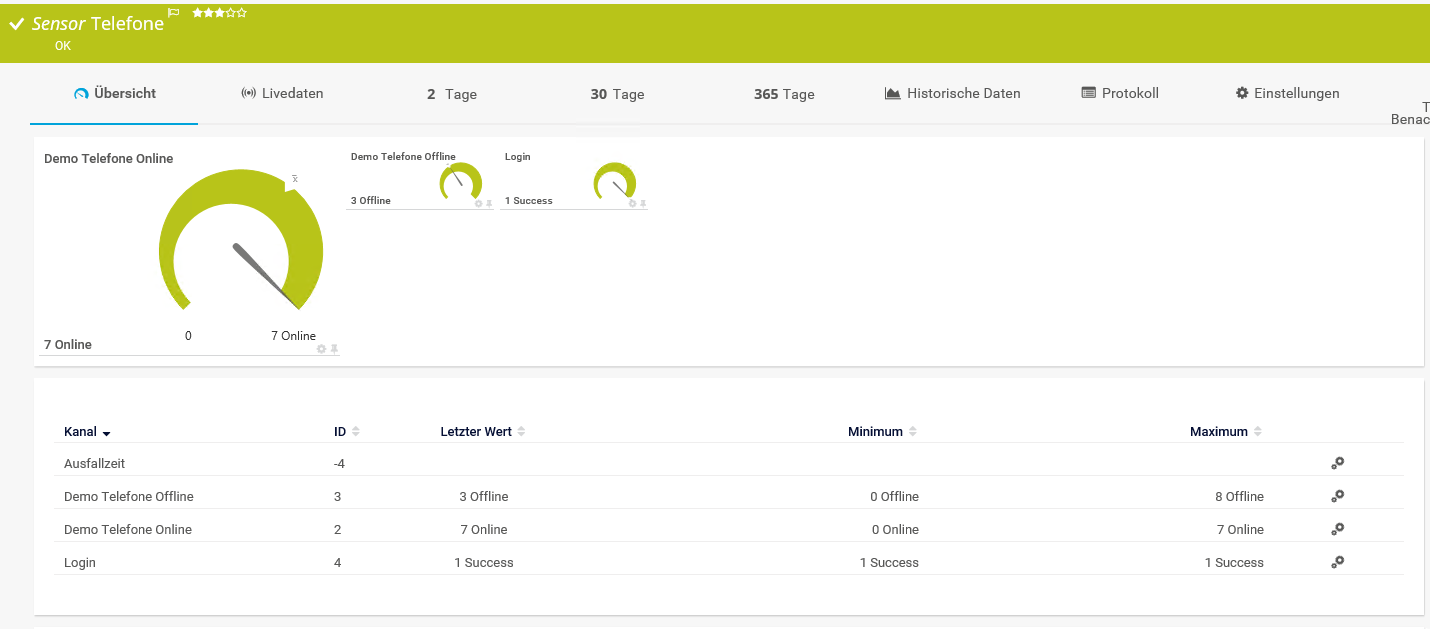 Sensor Telefone
OK
Übersicht
Livedaten
2 Tage
30 Tage
365 Tage
Historische Daten
Protokoll
Einstellungen
T
Benac
Demo Telefone Online
7 Online
0
7 Online
Demo Telefone Offline
3 Offline
Login
1 Success
Kanal ID Letzter Wert Minimum Maximum
Ausfallzeit -4
Demo Telefone Offline 3 3 Offline 0 Offline 8 Offline
Demo Telefone Online 2 7 Online 0 Online 7 Online
Login 4 1 Success 1 Success 1 Success